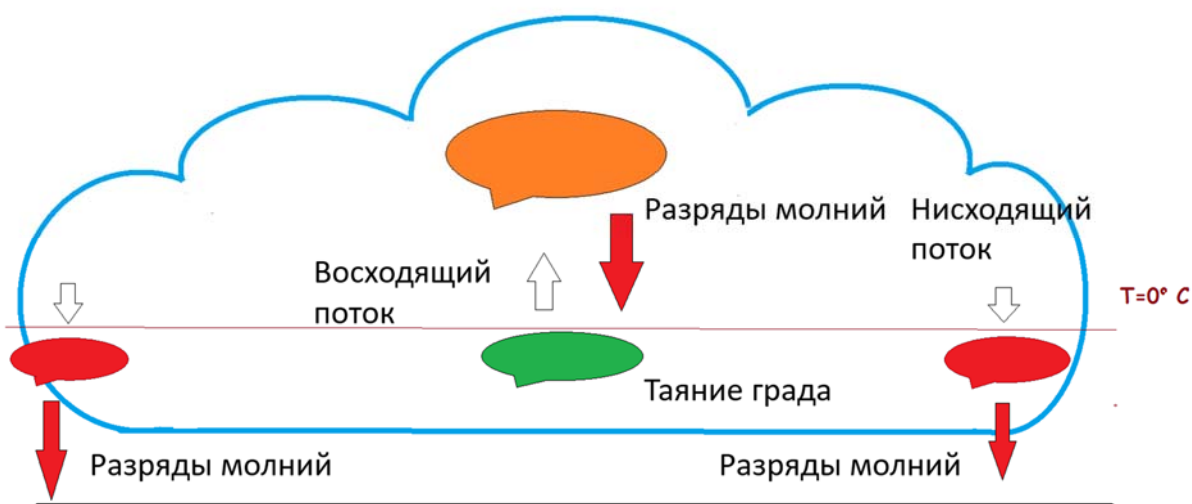 Разряды молний
Нисходящий
поток
Восходящий
поток
T=0° C
Таяние града
Разряды молний
Разряды молний